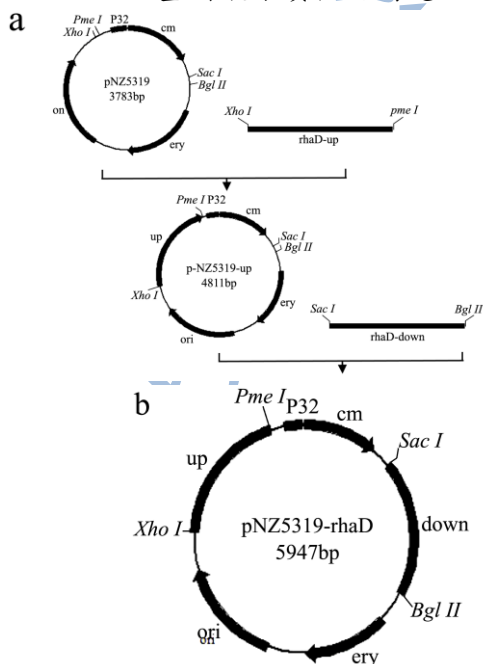 a
Pme I
P32
cm
Xho I
Sac I
Bgl II
pNZ5319
3783bp
on
ery
Xho I
pme I
rhaD-up
Pme I P32
cm
up
Sac I
Bgl II
p-NZ5319-up
4811bp
Xho I
ery
ori
Sac I
Bgl II
rhaD-down
b
Pme I
P32
cm
Sac I
up
pNZ5319-rhaD
5947bp
down
Xho I
Bgl II
ori
on
ery